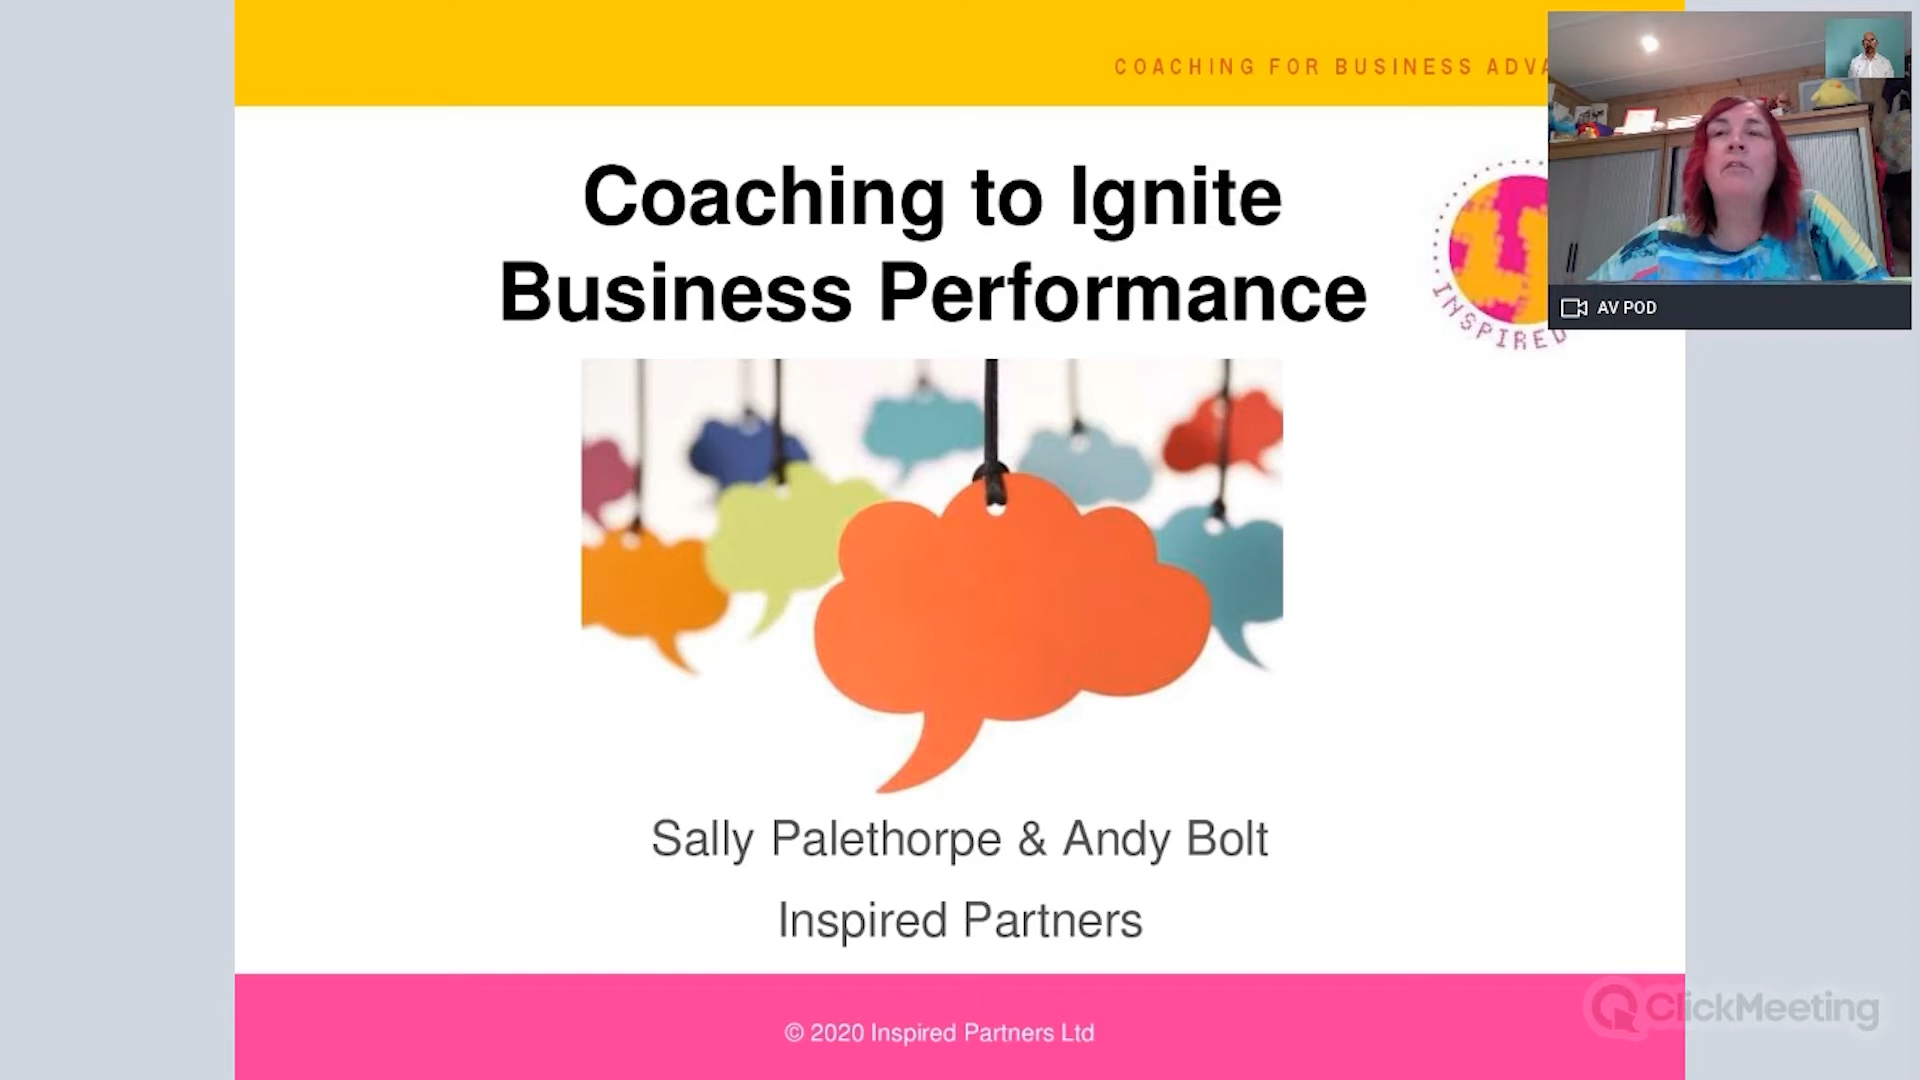 COACHING FOR BUSINESS
Coaching to Ignite
Business Performance
INSPIRED
AV POD
Sally Palethorpe & Andy Bolt
Inspired Partners
© 2020 Inspired Partners Ltd
ClickMeeting